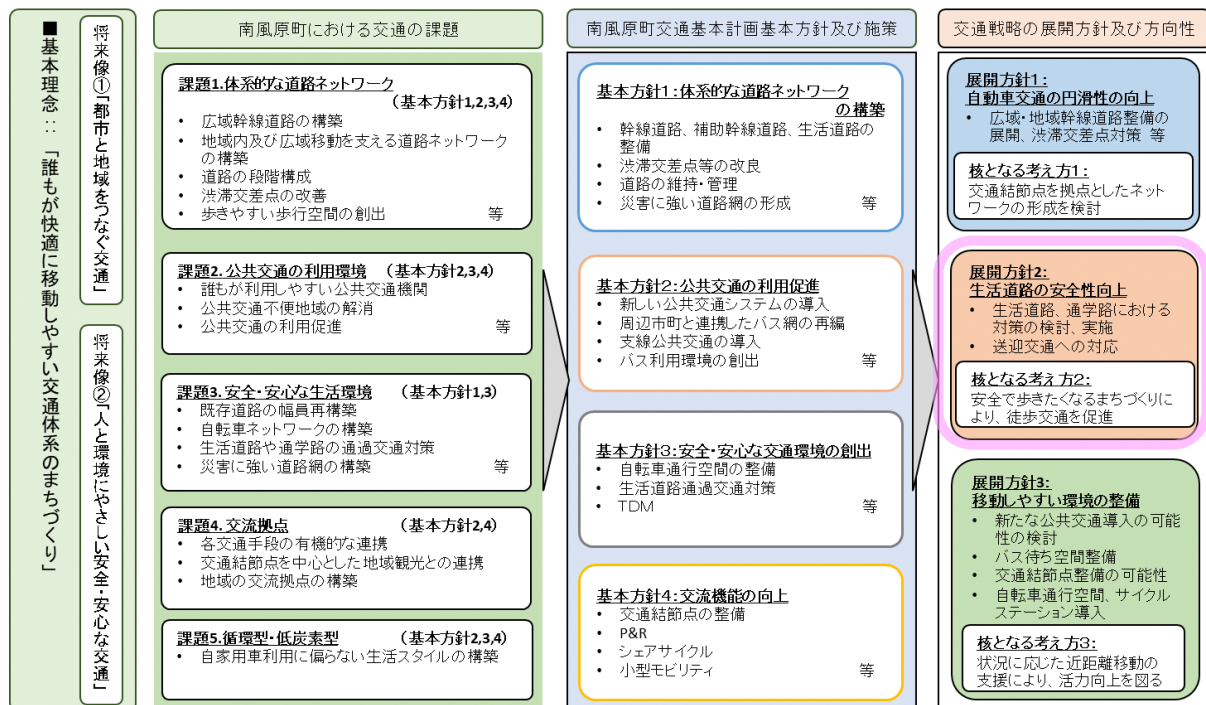 ■基本理念::「誰もが快適に移動しやすい交通体系のまちづくり」
将来像①「都市と地域をつなぐ交通」
将来像②「人と環境にやさしい安全・安心な交通」
南風原町における交通の課題
課題1.体系的な道路ネットワーク
(基本方針1,2,3,4)
• 広域幹線道路の構築
• 地域内及び広域移動を支える道路ネットワーク
の構築
• 道路の段階構成
• 渋滞交差点の改善
• 歩きやすい歩行空間の創出 等
課題2.公共交通の利用環境 (基本方針2,3,4)
• 誰もが利用しやすい公共交通機関
• 公共交通不便地域の解消
• 公共交通の利用促進 等
課題3.安全・安心な生活環境 (基本方針1,3)
• 既存道路の幅員再構築
• 自転車ネットワークの構築
• 生活道路や通学路の通過交通対策
• 災害に強い道路網の構築 等
課題4.交流拠点 (基本方針2,4)
• 各交通手段の有機的な連携
• 交通結節点を中心とした地域観光との連携
• 地域の交流拠点の構築
課題5.循環型・低炭素型 (基本方針2,3,4)
• 自家用車利用に偏らない生活スタイルの構築
南風原町交通基本計画基本方針及び施策
基本方針1:体系的な道路ネットワーク
の構築
• 幹線道路、補助幹線道路、生活道路の
整備
• 渋滞交差点等の改良
• 道路の維持・管理
• 災害に強い道路網の形成 等
基本方針2:公共交通の利用促進
• 新しい公共交通システムの導入
• 周辺市町と連携したバス網の再編
• 支線公共交通の導入
• バス利用環境の創出 等
基本方針3:安全・安心な交通環境の創出
• 自転車通行空間の整備
• 生活道路通過交通対策
• TDM 等
基本方針4:交流機能の向上
• 交通結節点の整備
• P&R
• シェアサイクル
• 小型モビリティ 等
交通戦略の展開方針及び方向性
展開方針1:
自動車交通の円滑性の向上
• 広域・地域幹線道路整備の
展開、渋滞交差点対策 等
核となる考え方1:
交通結節点を拠点としたネット
ワークの形成を検討
展開方針2:
生活道路の安全性向上
• 生活道路、通学路における
対策の検討、実施
• 送迎交通への対応
核となる考え方2:
安全で歩きたくなるまちづくりに
より、徒歩交通を促進
展開方針3:
移動しやすい環境の整備
• 新たな公共交通導入の可能
性の検討
• バス待ち空間整備
• 交通結節点整備の可能性
• 自転車通行空間、サイクル
ステーション導入
核となる考え方3:
状況に応じた近距離移動の
支援により、活力向上を図る